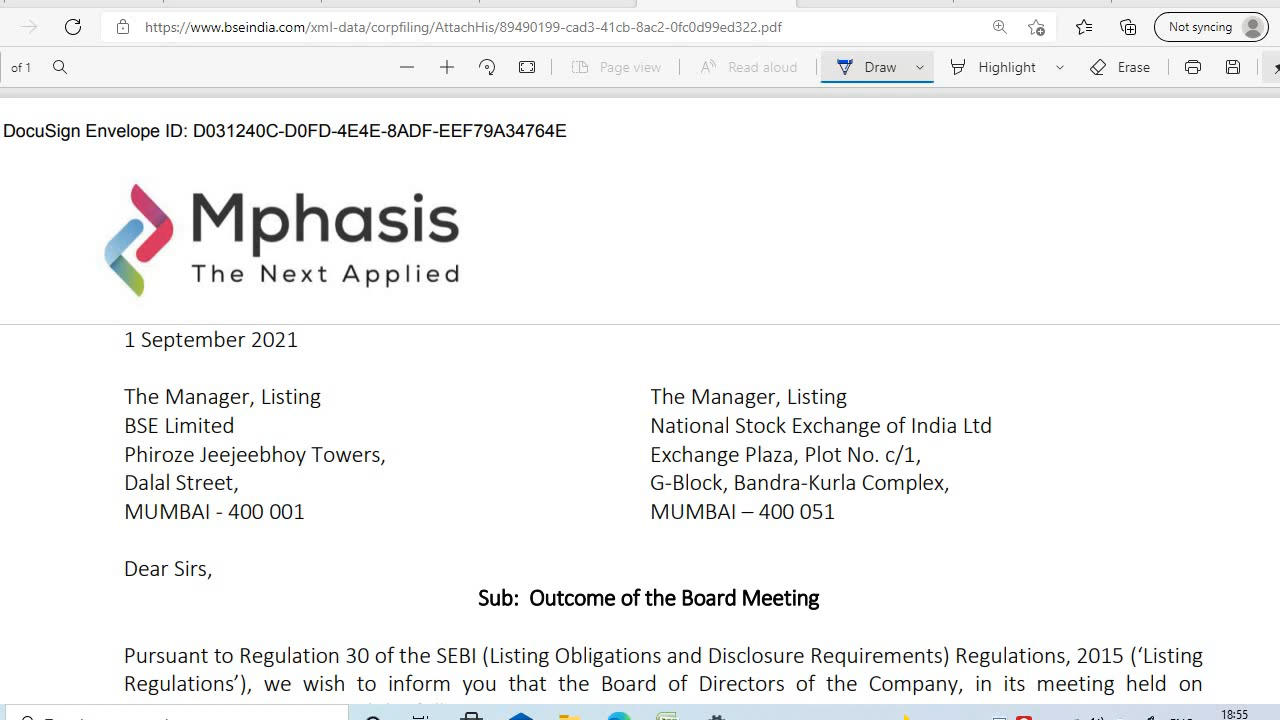 https://www.bseindia.com/xml-data/corpfiling/AttachHis/89490199-cad3-41cb-8ac2-0fc0d99ed322.pdf
Not syncing
of 1
Page view
Read aloud
Draw
Highlight
Erase
DocuSign Envelope ID: D031240C-D0FD-4E4E-8ADF-EEF79A34764E
Mphasis
The Next Applied
1 September 2021
The Manager, Listing
BSE Limited
Phiroze Jeejeebhoy Towers,
Dalal Street,
MUMBAI - 400 001
The Manager, Listing
National Stock Exchange of India Ltd
Exchange Plaza, Plot No. c/1,
G-Block, Bandra-Kurla Complex,
MUMBAI – 400 051
Dear Sirs,
Sub: Outcome of the Board Meeting
Pursuant to Regulation 30 of the SEBI (Listing Obligations and Disclosure Requirements) Regulations, 2015 (‘Listing
Regulations’), we wish to inform you that the Board of Directors of the Company, in its meeting held on
18:55